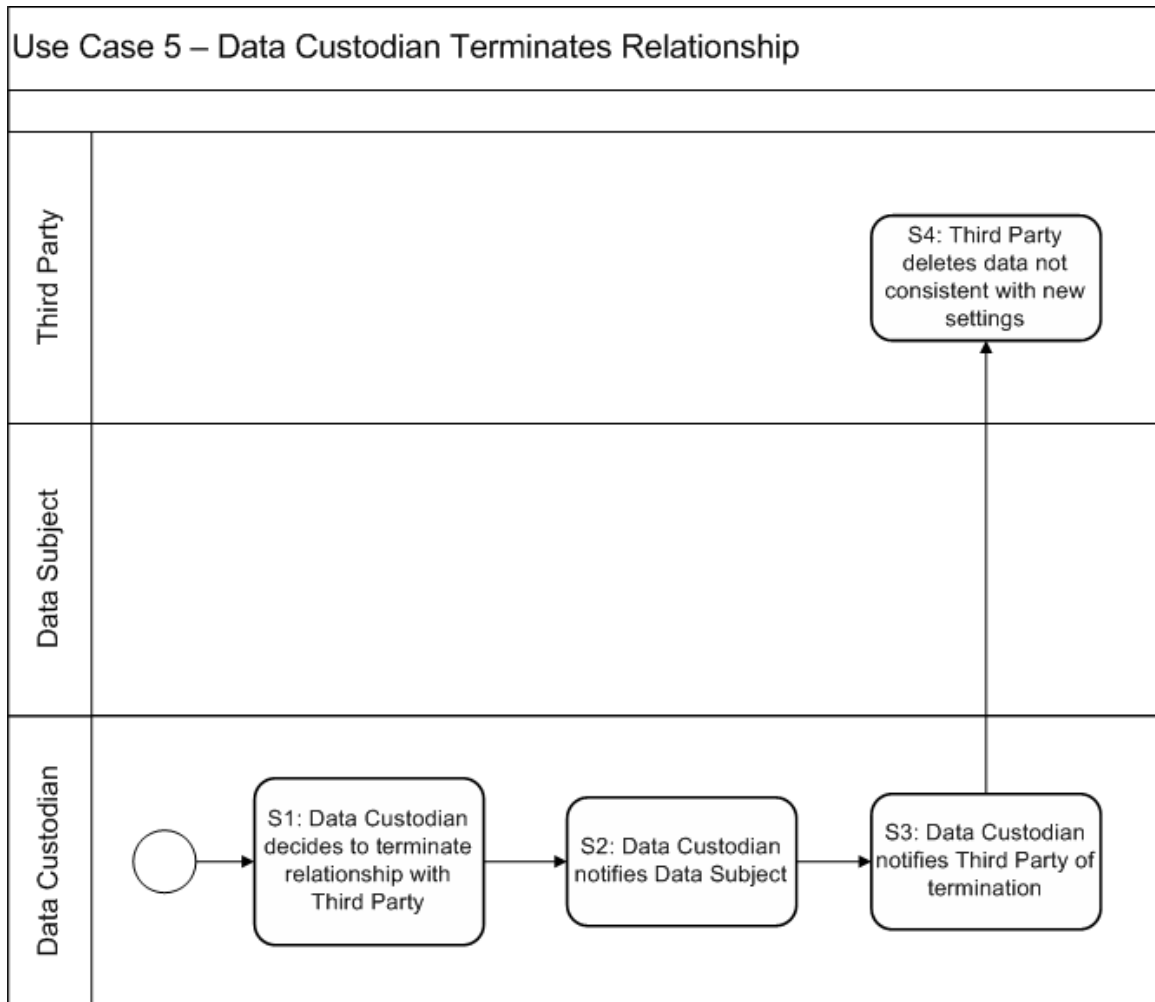 Use Case 5 – Data Custodian Terminates Relationship
Third Party
S4: Third Party
deletes data not
consistent with new
settings
Data Subject
Data Custodian
S1: Data Custodian
decides to terminate
relationship with
Third Party
S2: Data Custodian
notifies Data Subject
S3: Data Custodian
notifies Third Party of
termination